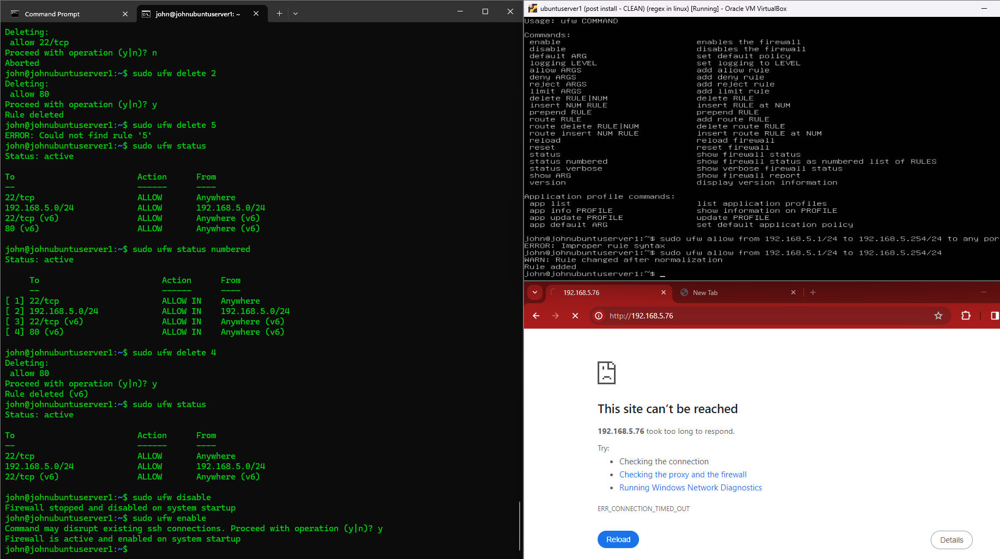 Command Prompt
john@johnubuntuserver1: ~
Deleting:
 allow 22/tcp
Proceed with operation (y|n)? n
Aborted
john@johnubuntuserver1:~$ sudo ufw delete 2
Deleting:
 allow 80
Proceed with operation (y|n)? y
Rule deleted
john@johnubuntuserver1:~$ sudo ufw delete 5
ERROR: Could not find rule '5'
john@johnubuntuserver1:~$ sudo ufw status
Status: active
To Action From
-- ------ ----
22/tcp ALLOW Anywhere
192.168.5.0/24 ALLOW 192.168.5.0/24
22/tcp (v6) ALLOW Anywhere (v6)
80 (v6) ALLOW Anywhere (v6)
john@johnubuntuserver1:~$ sudo ufw status numbered
Status: active
To Action From
-- ------ ----
[ 1] 22/tcp ALLOW IN Anywhere
[ 2] 192.168.5.0/24 ALLOW IN 192.168.5.0/24
[ 3] 22/tcp (v6) ALLOW IN Anywhere (v6)
[ 4] 80 (v6) ALLOW IN Anywhere (v6)
john@johnubuntuserver1:~$ sudo ufw delete 4
Deleting:
 allow 80
Proceed with operation (y|n)? y
Rule deleted (v6)
john@johnubuntuserver1:~$ sudo ufw status
Status: active
To Action From
-- ------ ----
22/tcp ALLOW Anywhere
192.168.5.0/24 ALLOW 192.168.5.0/24
22/tcp (v6) ALLOW Anywhere (v6)
john@johnubuntuserver1:~$ sudo ufw disable
Firewall stopped and disabled on system startup
john@johnubuntuserver1:~$ sudo ufw enable
Command may disrupt existing ssh connections. Proceed with operation (y|n)? y
Firewall is active and enabled on system startup
john@johnubuntuserver1:~$
ubuntuserver1 (post install - CLEAN) (regex in linux) [Running] - Oracle VM VirtualBox
Usage: ufw COMMAND
Commands:
enable enables the firewall
disable disables the firewall
default ARG set default policy
logging LEVEL set logging to LEVEL
allow ARGS add allow rule
deny ARGS add deny rule
reject ARGS add reject rule
limit ARGS add limit rule
delete RULE|NUM delete RULE
insert NUM RULE insert RULE at NUM
prepend RULE prepend RULE
route RULE add route RULE
route delete RULE|NUM delete route RULE
route insert NUM RULE insert route RULE at NUM
reload reload firewall
reset reset firewall
status show firewall status
status numbered show firewall status as numbered list of RULES
status verbose show verbose firewall status
show ARG show firewall report
version display version information
Application profile commands:
app list list application profiles
app info PROFILE show information on PROFILE
app update PROFILE update PROFILE
app default ARG set default application policy
john@johnubuntuserver1:~$ sudo ufw allow from 192.168.5.1/24 to 192.168.5.254/24 to any por
ERROR: Improper rule syntax
john@johnubuntuserver1:~$ sudo ufw allow from 192.168.5.1/24 to 192.168.5.254/24
WARN: Rule changed after normalization
Rule added
john@johnubuntuserver1:~$ _
192.168.5.76
New Tab
http://192.168.5.76
This site can’t be reached
192.168.5.76 took too long to respond.
Try:
• Checking the connection
• Checking the proxy and the firewall
• Running Windows Network Diagnostics
ERR_CONNECTION_TIMED_OUT
Reload
Details